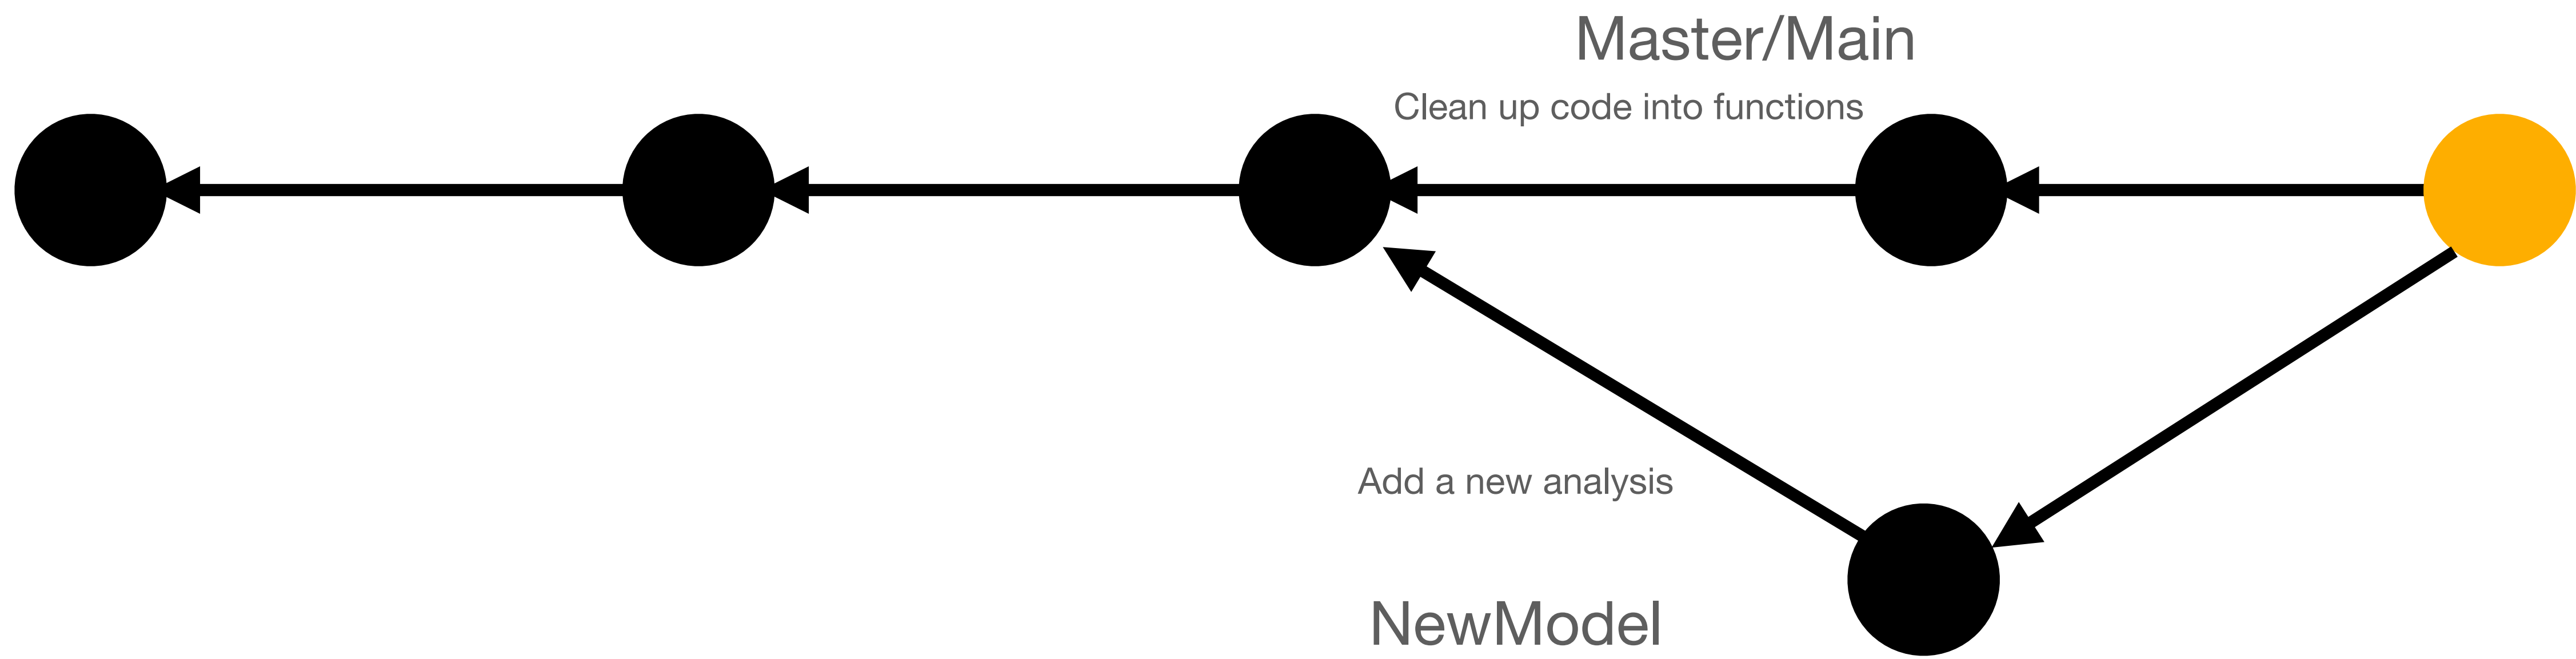 Master/Main
Clean up code into functions
Add a new analysis
NewModel